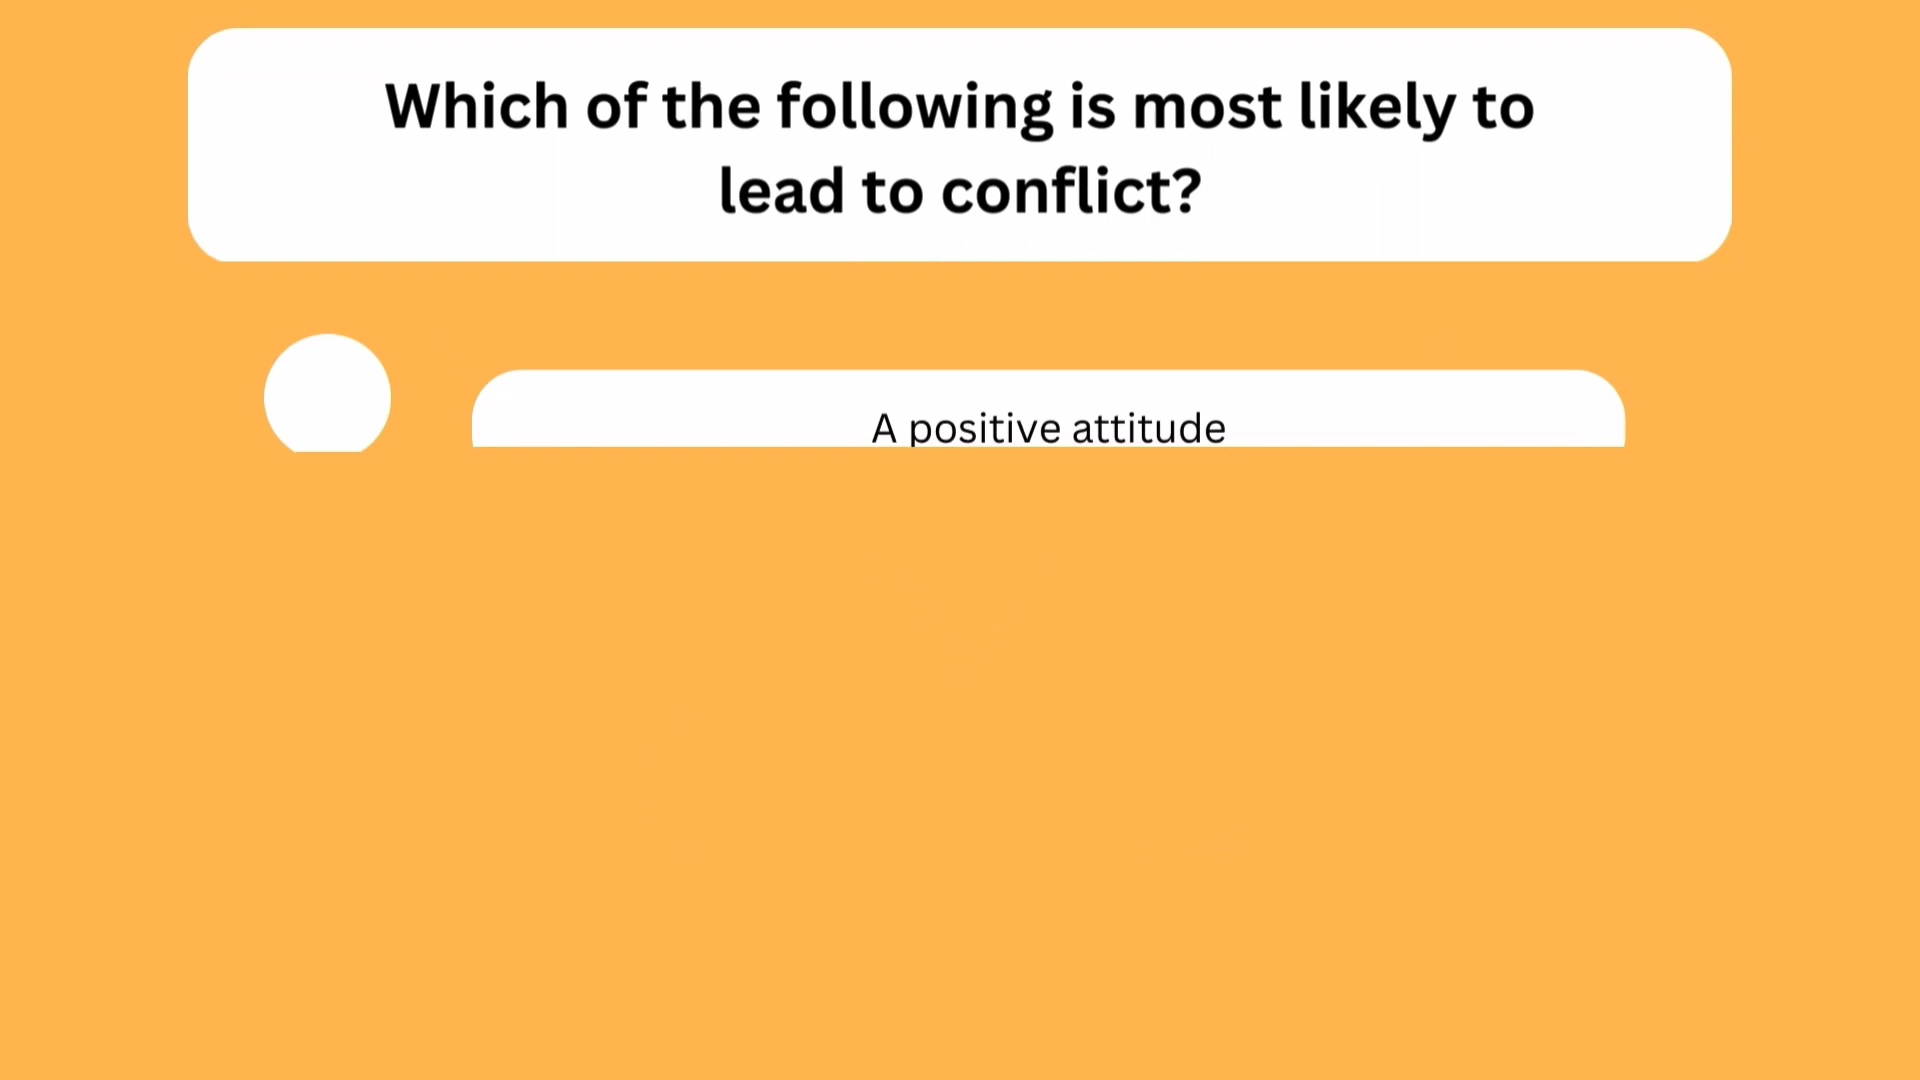 Which of the following is most likely to
lead to conflict?
A positive attitude